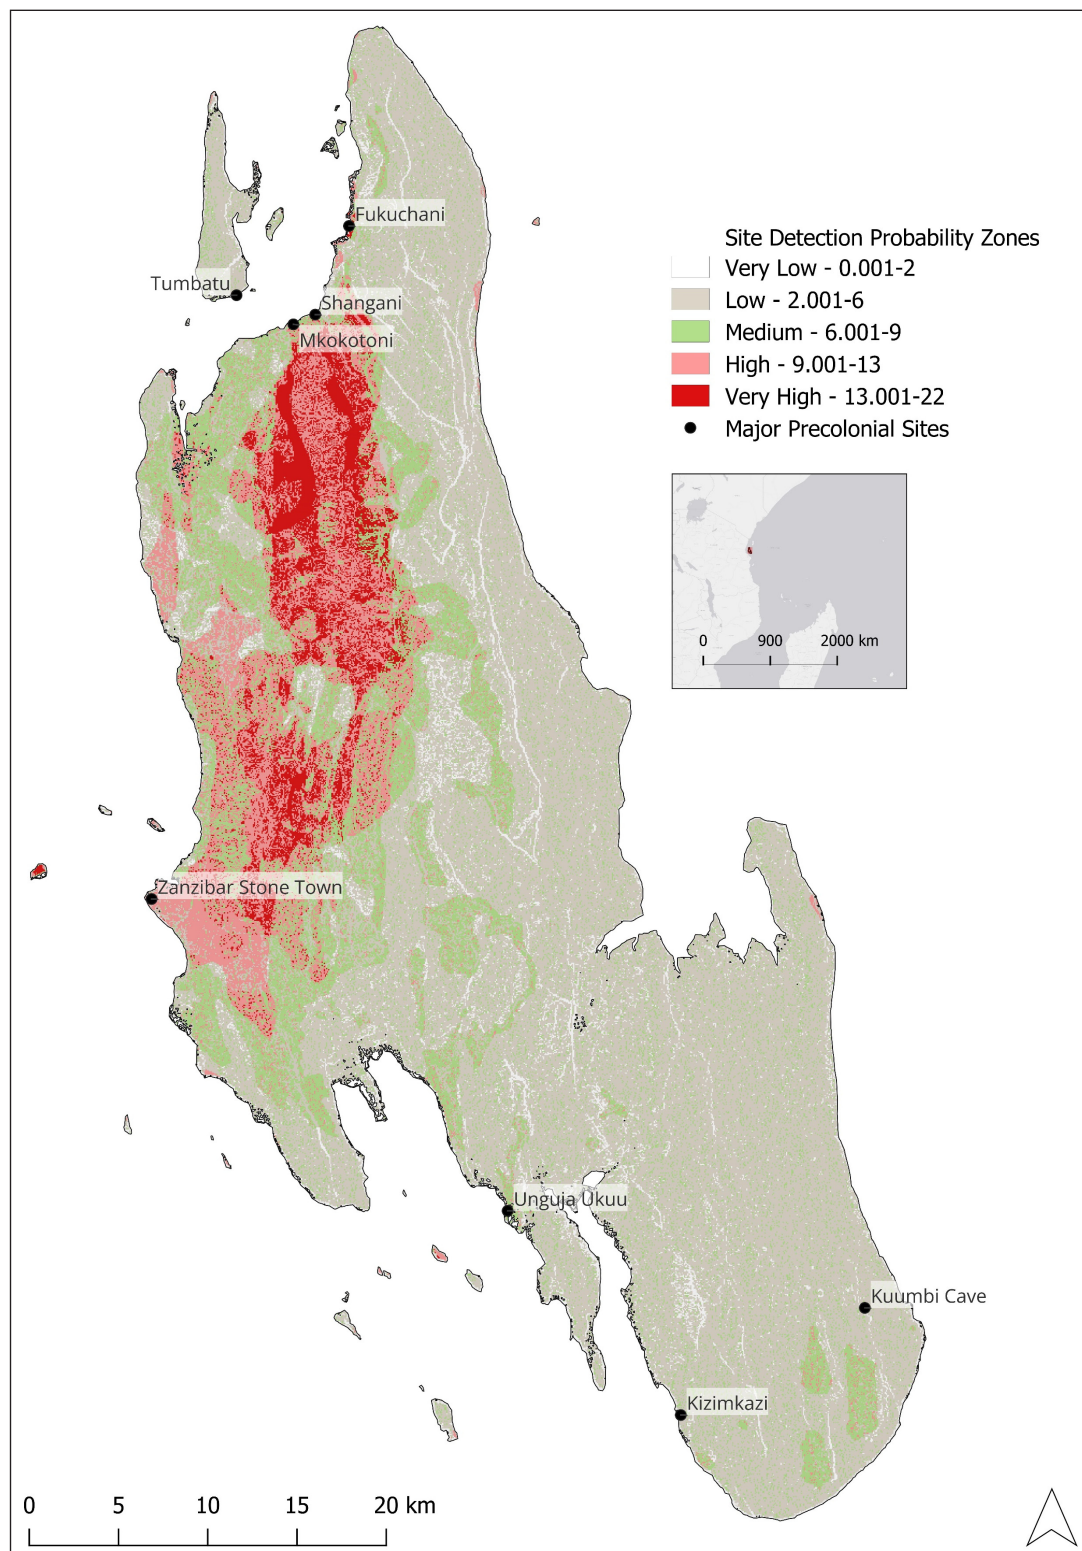 Fukuchani
Tumbatu
Shangani
Mkokotoni
Site Detection Probability Zones
Very Low - 0.001-2
Low - 2.001-6
Medium - 6.001-9
High - 9.001-13
Very High - 13.001-22
Major Precolonial Sites
0 900 2000 km
Zanzibar Stone Town
Unguja Ukuu
Kuumbi Cave
Kizimkazi
0 5 10 15 20 km